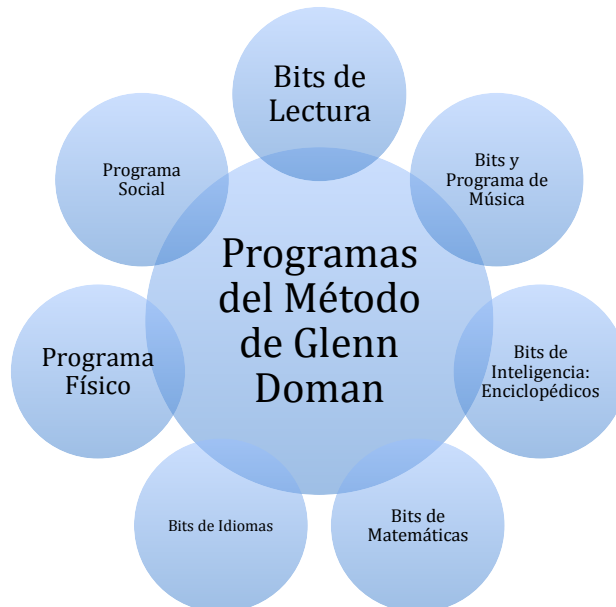 Bits de
Lectura
Bits y
Programa de
Música
Bits de
Inteligencia:
Enciclopédicos
Bits de
Matemáticas
Bits de Idiomas
Programa
Físico
Programa
Social
Programas
del Método
de Glenn
Doman